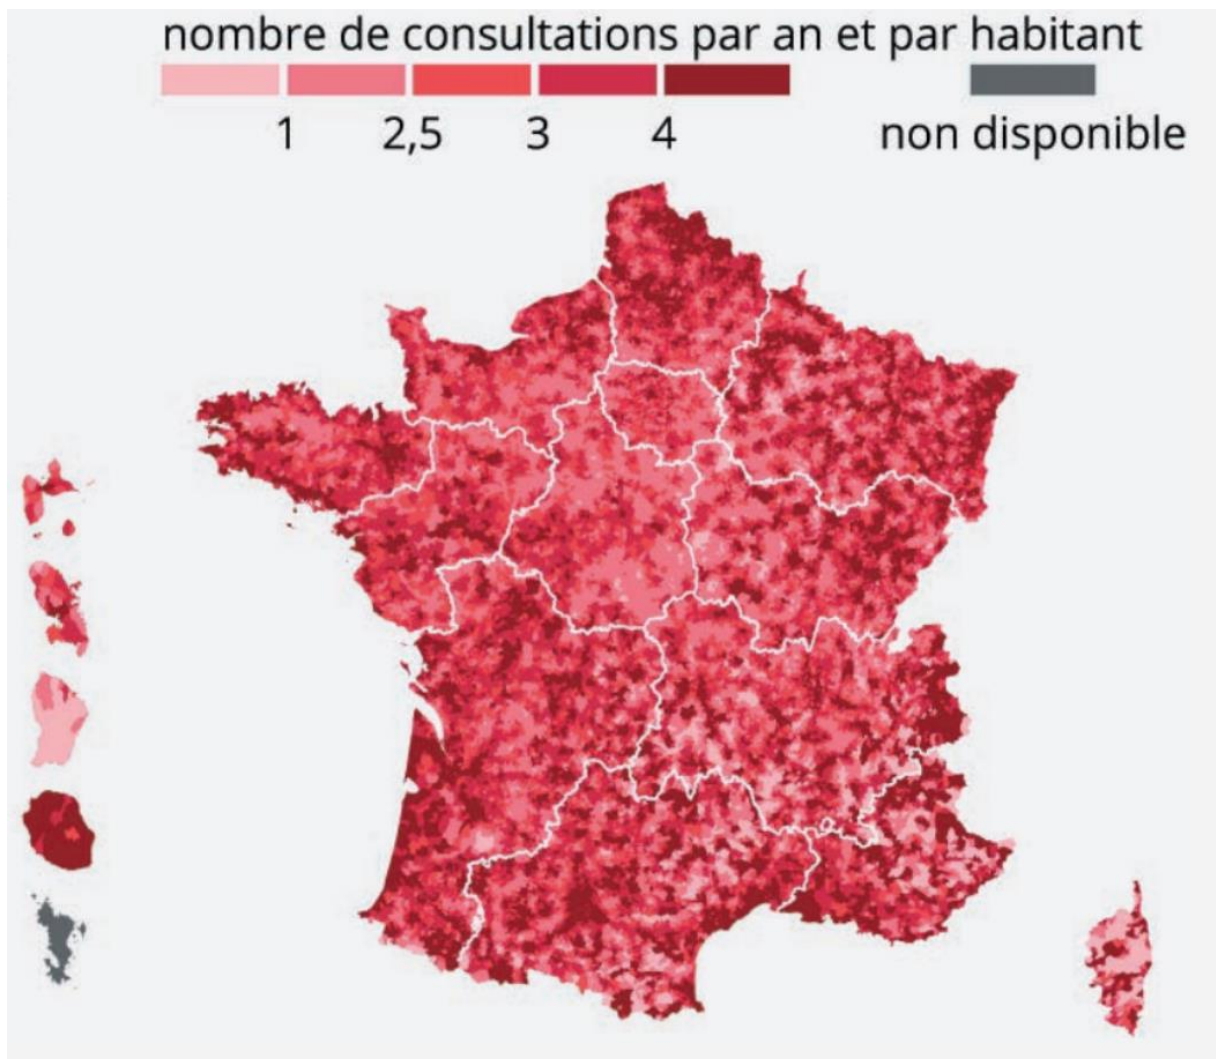 nombre de consultations par an et par habitant
1 2,5 3 4 non disponible